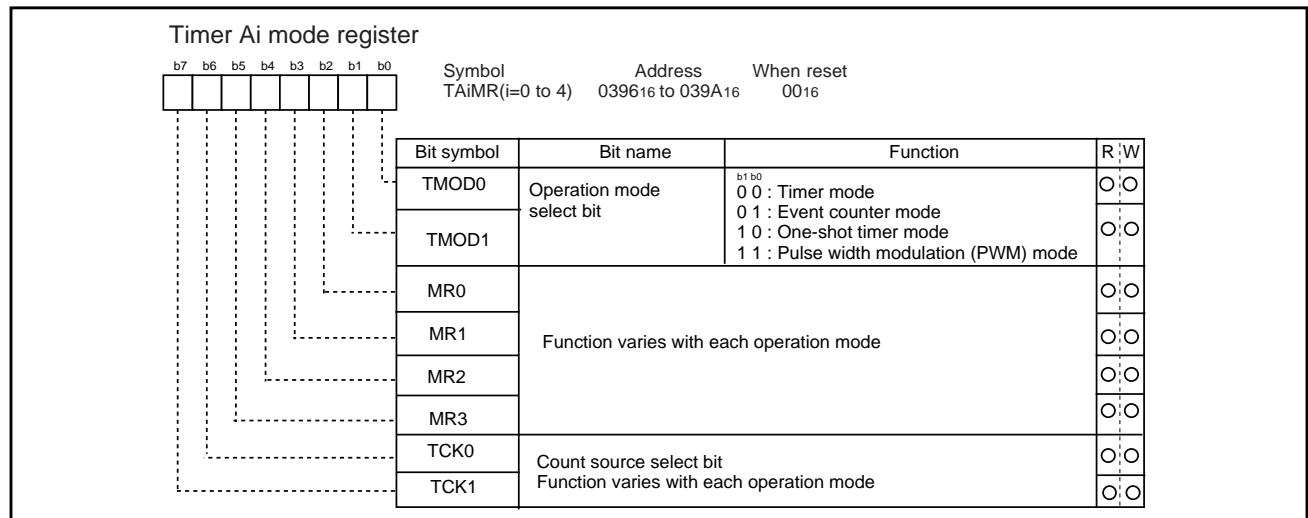 Timer Ai mode register
b7 b6 b5 b4 b3 b2 b1 b0
Symbol Address When reset
TAiMR(i=0 to 4) 039616 to 039A16 0016
Bit symbol Bit name Function R W
TMOD0
TMOD1
Operation mode
select bit
b1 b0
0 0 : Timer mode
0 1 : Event counter mode
1 0 : One-shot timer mode
1 1 : Pulse width modulation (PWM) mode
MR0
MR1
MR2
MR3
Function varies with each operation mode
TCK0
TCK1
Count source select bit
Function varies with each operation mode